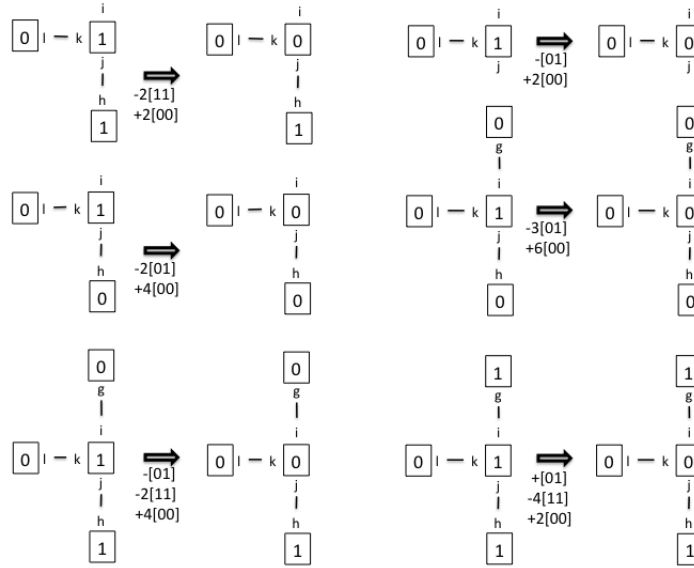 i i
0 l – k 1 0 l – k 0
j j
-2[11]
+2[00]
h h
1 1
i i
0 l – k 1 0 l – k 0
j j
-[01]
+2[00]
i i
0 l – k 1 0 l – k 0
j j
-2[01]
+4[00]
h h
0 0
0 0
g g
i i
0 l – k 1 0 l – k 0
j j
-3[01]
+6[00]
h h
0 0
0 0
g g
i i
0 l – k 1 0 l – k 0
j j
-[01]
-2[11]
+4[00]
h h
1 1
1 1
g g
i i
0 l – k 1 0 l – k 0
j j
+[01]
-4[11]
+2[00]
h h
1 1